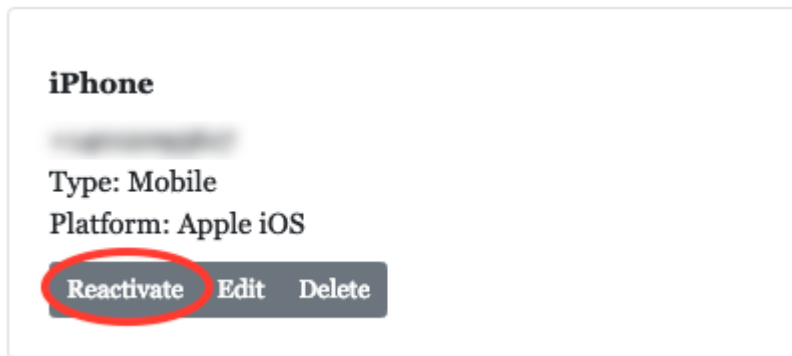 iPhone
Type: Mobile
Platform: Apple iOS
Reactivate Edit Delete